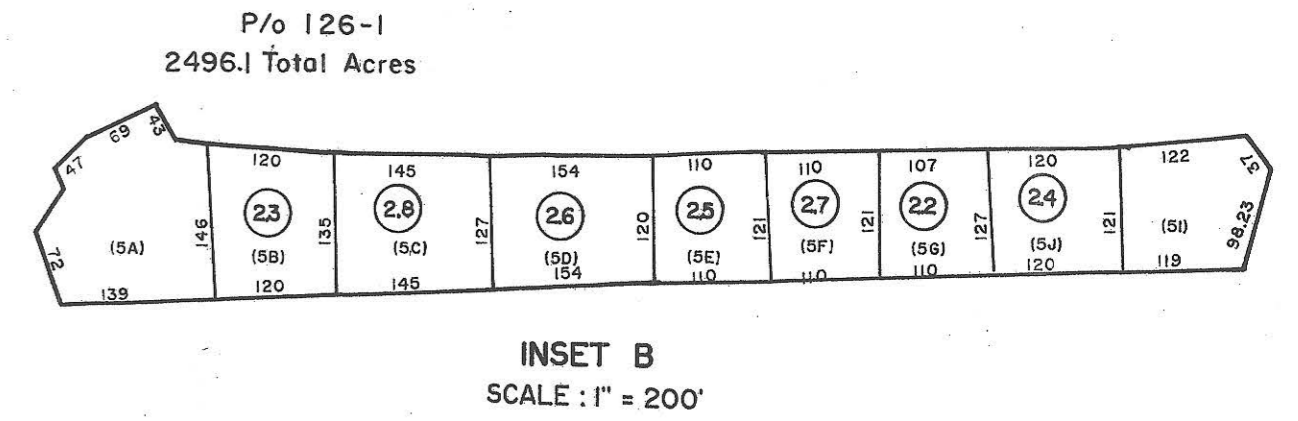 P/o 126-1
2496.1 Total Acres
47 69 43
120 145 154 110 110 107 120 122 37
2.3 2.8 2.6 2.5 2.7 2.2 2.4
72 146 135 127 120 121 121 127 121 98.23
(5A) (5B) (5C) (5D) (5E) (5F) (5G) (5J) (5I)
139 120 145 154 110 110 110 120 119
INSET B
SCALE : 1" = 200'